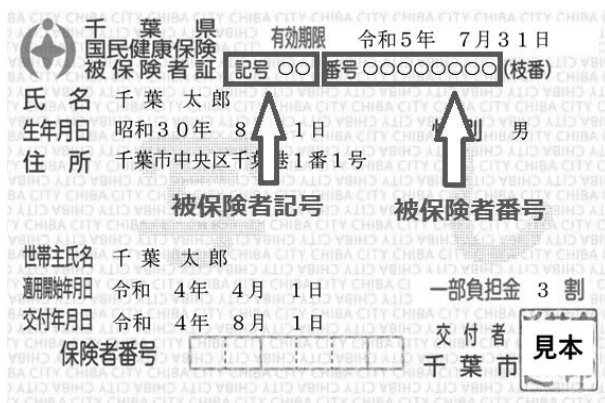 千葉県
国民健康保険
被保険者証
有効期限 令和5年 7月31日
記号 ○○ 番号○○○○○○○○(枝番)
氏名 千葉 太郎
生年月日 昭和30年 8月1日 性別 男
住所 千葉市中央区千葉港1番1号
被保険者記号 被保険者番号
世帯主氏名 千葉 太郎
適用開始年月日 令和 4年 4月 1日 一部負担金 3 割
交付年月日 令和 4年 8月 1日
交付者
保険者番号
千葉市
見本